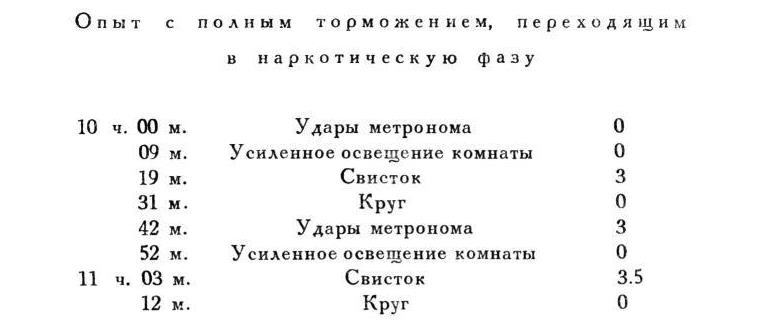 Опыт с полным торможением, переходящим
в наркотическую фазу
10 ч. 00 м. Удары метронома 0
09 м. Усиленное освещение комнаты 0
19 м. Свисток 3
31 м. Круг 0
42 м. Удары метронома 3
52 м. Усиленное освещение комнаты 0
11 ч. 03 м. Свисток 3.5
12 м. Круг 0